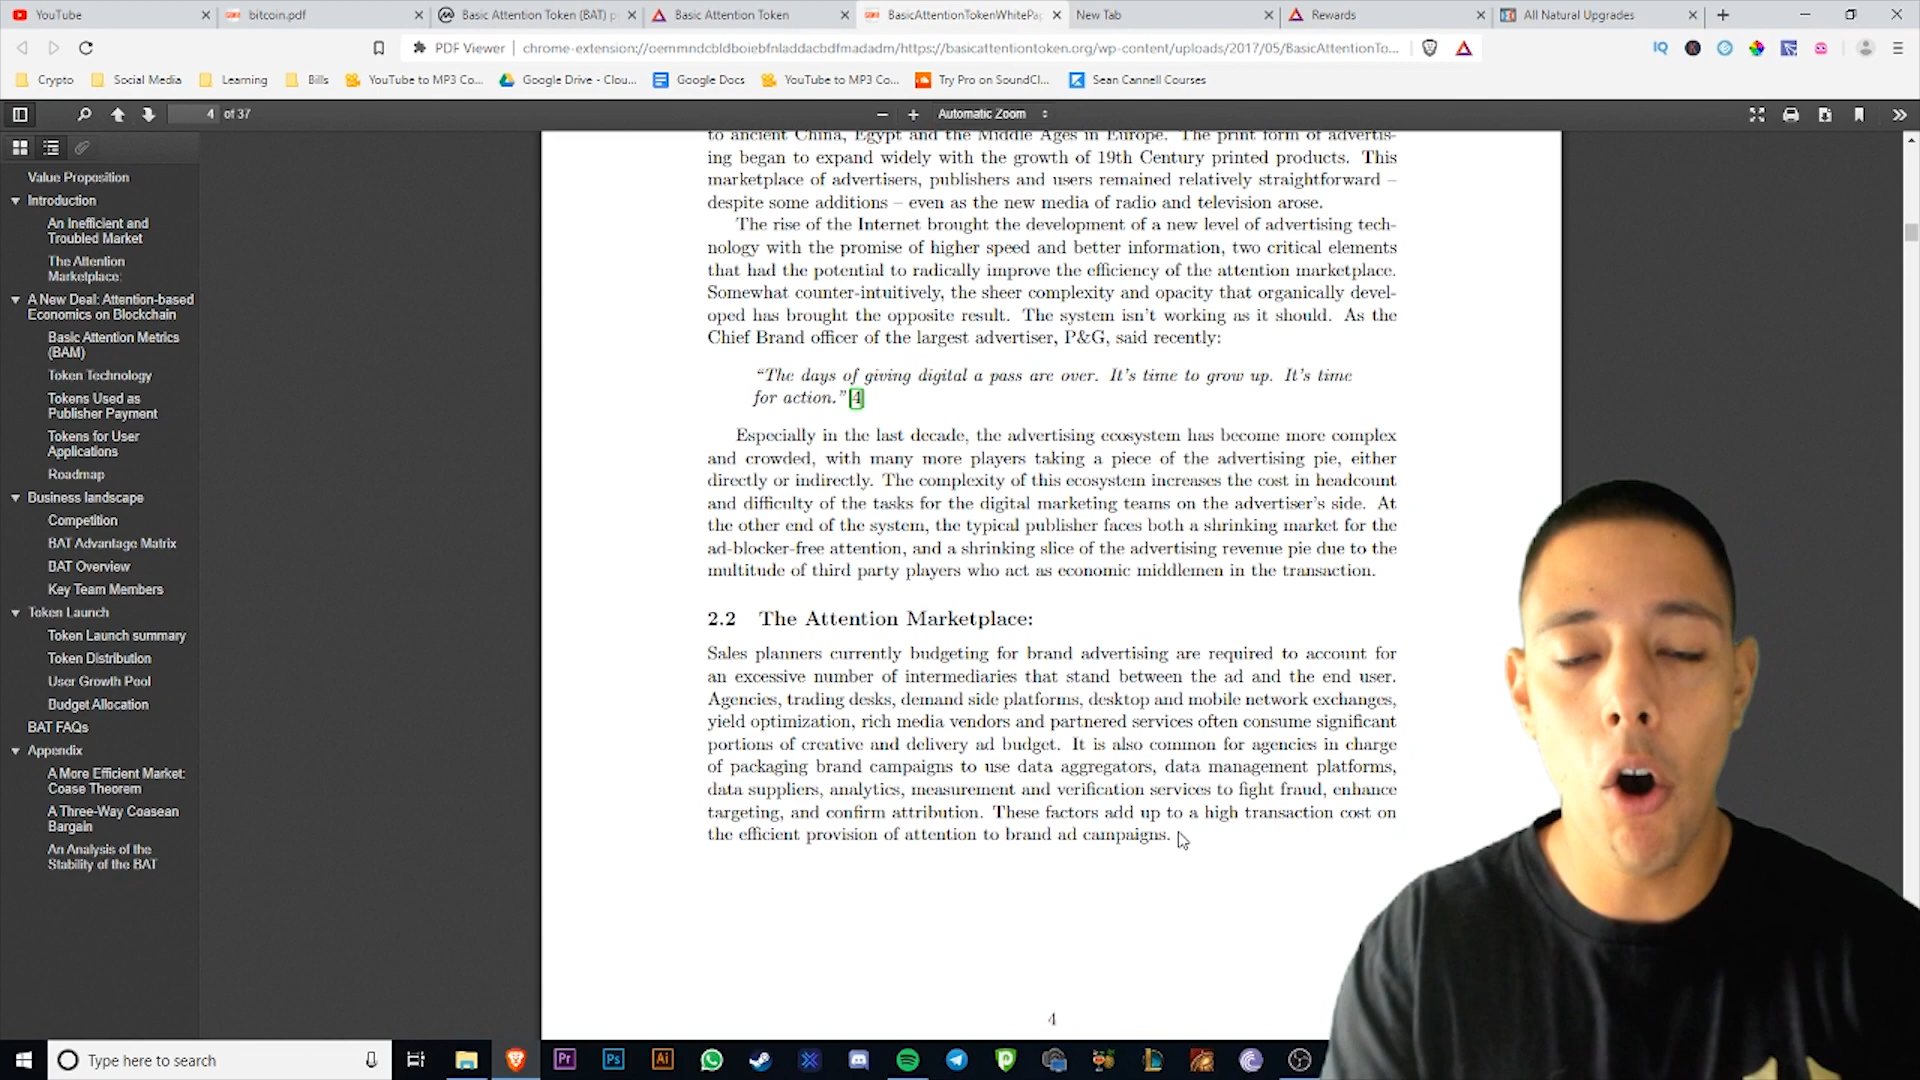 YouTube
bitcoin.pdf
Basic Attention Token (BAT) p
Basic Attention Token
BasicAttentionTokenWhitePa
New Tab
Rewards
All Natural Upgrades
PDF Viewer
chrome-extension://oemmndcbldboiebfnladdacbdfmadadm/https://basicattentiontoken.org/wp-content/uploads/2017/05/BasicAttentionTo...
IQ
Crypto
Social Media
Learning
Bills
YouTube to MP3 Co...
Google Drive - Clou...
Google Docs
YouTube to MP3 Co...
Try Pro on SoundCl...
Sean Cannell Courses
4 of 37
Automatic Zoom
Value Proposition
Introduction
An Inefficient and
Troubled Market
The Attention
Marketplace:
A New Deal: Attention-based
Economics on Blockchain
Basic Attention Metrics
(BAM)
Token Technology
Tokens Used as
Publisher Payment
Tokens for User
Applications
Roadmap
Business landscape
Competition
BAT Advantage Matrix
BAT Overview
Key Team Members
Token Launch
Token Launch summary
Token Distribution
User Growth Pool
Budget Allocation
BAT FAQs
Appendix
A More Efficient Market:
Coase Theorem
A Three-Way Coasean
Bargain
An Analysis of the
Stability of the BAT
to ancient China, Egypt and the Middle Ages in Europe. The print form of advertis-
ing began to expand widely with the growth of 19th Century printed products. This
marketplace of advertisers, publishers and users remained relatively straightforward –
despite some additions – even as the new media of radio and television arose.
The rise of the Internet brought the development of a new level of advertising tech-
nology with the promise of higher speed and better information, two critical elements
that had the potential to radically improve the efficiency of the attention marketplace.
Somewhat counter-intuitively, the sheer complexity and opacity that organically devel-
oped has brought the opposite result. The system isn't working as it should. As the
Chief Brand officer of the largest advertiser, P&G, said recently:
“The days of giving digital a pass are over. It's time to grow up. It's time
for action.” [4]
Especially in the last decade, the advertising ecosystem has become more complex
and crowded, with many more players taking a piece of the advertising pie, either
directly or indirectly. The complexity of this ecosystem increases the cost in headcount
and difficulty of the tasks for the digital marketing teams on the advertiser's side. At
the other end of the system, the typical publisher faces both a shrinking market for the
ad-blocker-free attention, and a shrinking slice of the advertising revenue pie due to the
multitude of third party players who act as economic middlemen in the transaction.
2.2 The Attention Marketplace:
Sales planners currently budgeting for brand advertising are required to account for
an excessive number of intermediaries that stand between the ad and the end user.
Agencies, trading desks, demand side platforms, desktop and mobile network exchanges,
yield optimization, rich media vendors and partnered services often consume significant
portions of creative and delivery ad budget. It is also common for agencies in charge
of packaging brand campaigns to use data aggregators, data management platforms,
data suppliers, analytics, measurement and verification services to fight fraud, enhance
targeting, and confirm attribution. These factors add up to a high transaction cost on
the efficient provision of attention to brand ad campaigns.
4
Type here to search
Pr
Ps
Ai